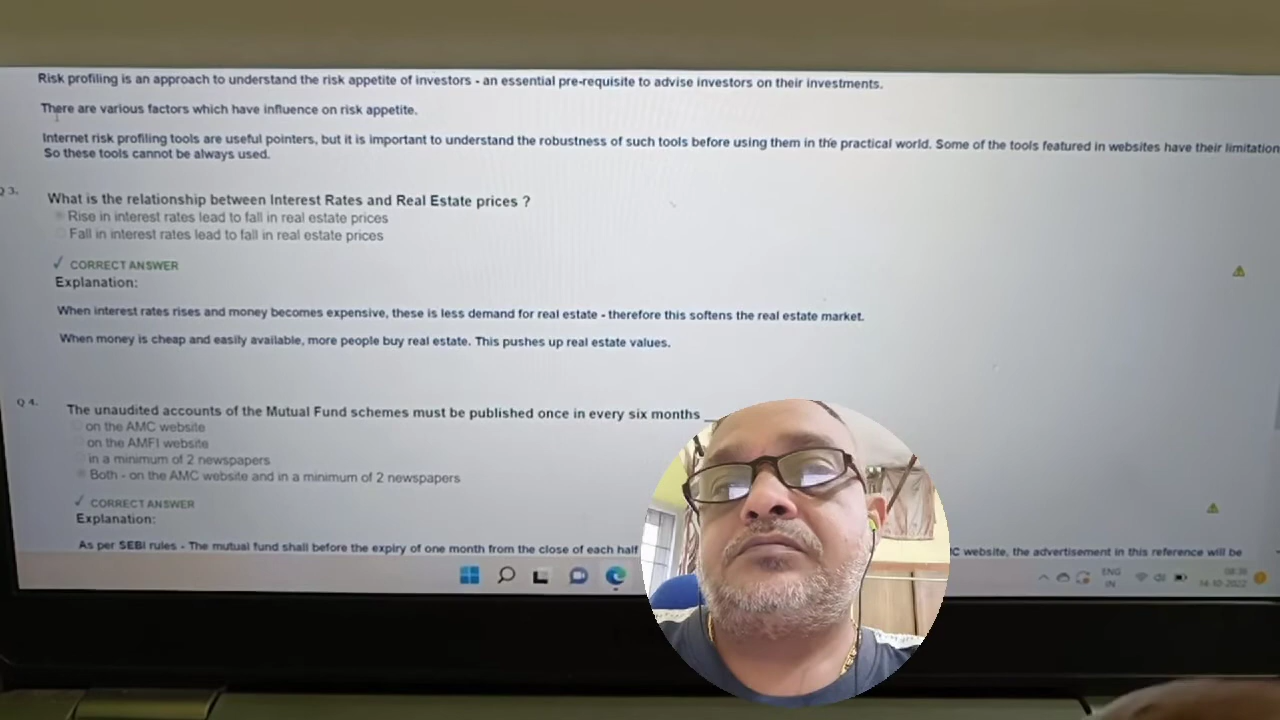 Risk profiling is an approach to understand the risk appetite of investors - an essential pre-requisite to advise investors on their investments.
There are various factors which have influence on risk appetite.
Internet risk profiling tools are useful pointers, but it is important to understand the robustness of such tools before using them in the practical world. Some of the tools featured in websites have their limitation
So these tools cannot be always used.
Q 3.
What is the relationship between Interest Rates and Real Estate prices ?
Rise in interest rates lead to fall in real estate prices
Fall in interest rates lead to fall in real estate prices
✓ CORRECT ANSWER
Explanation:
When interest rates rises and money becomes expensive, these is less demand for real estate - therefore this softens the real estate market.
When money is cheap and easily available, more people buy real estate. This pushes up real estate values.
Q 4.
The unaudited accounts of the Mutual Fund schemes must be published once in every six months _
on the AMC website
on the AMFI website
in a minimum of 2 newspapers
Both - on the AMC website and in a minimum of 2 newspapers
✓ CORRECT ANSWER
Explanation:
As per SEBI rules - The mutual fund shall before the expiry of one month from the close of each half C website, the advertisement in this reference will be
ENG
IN
08:36
14-10-2022